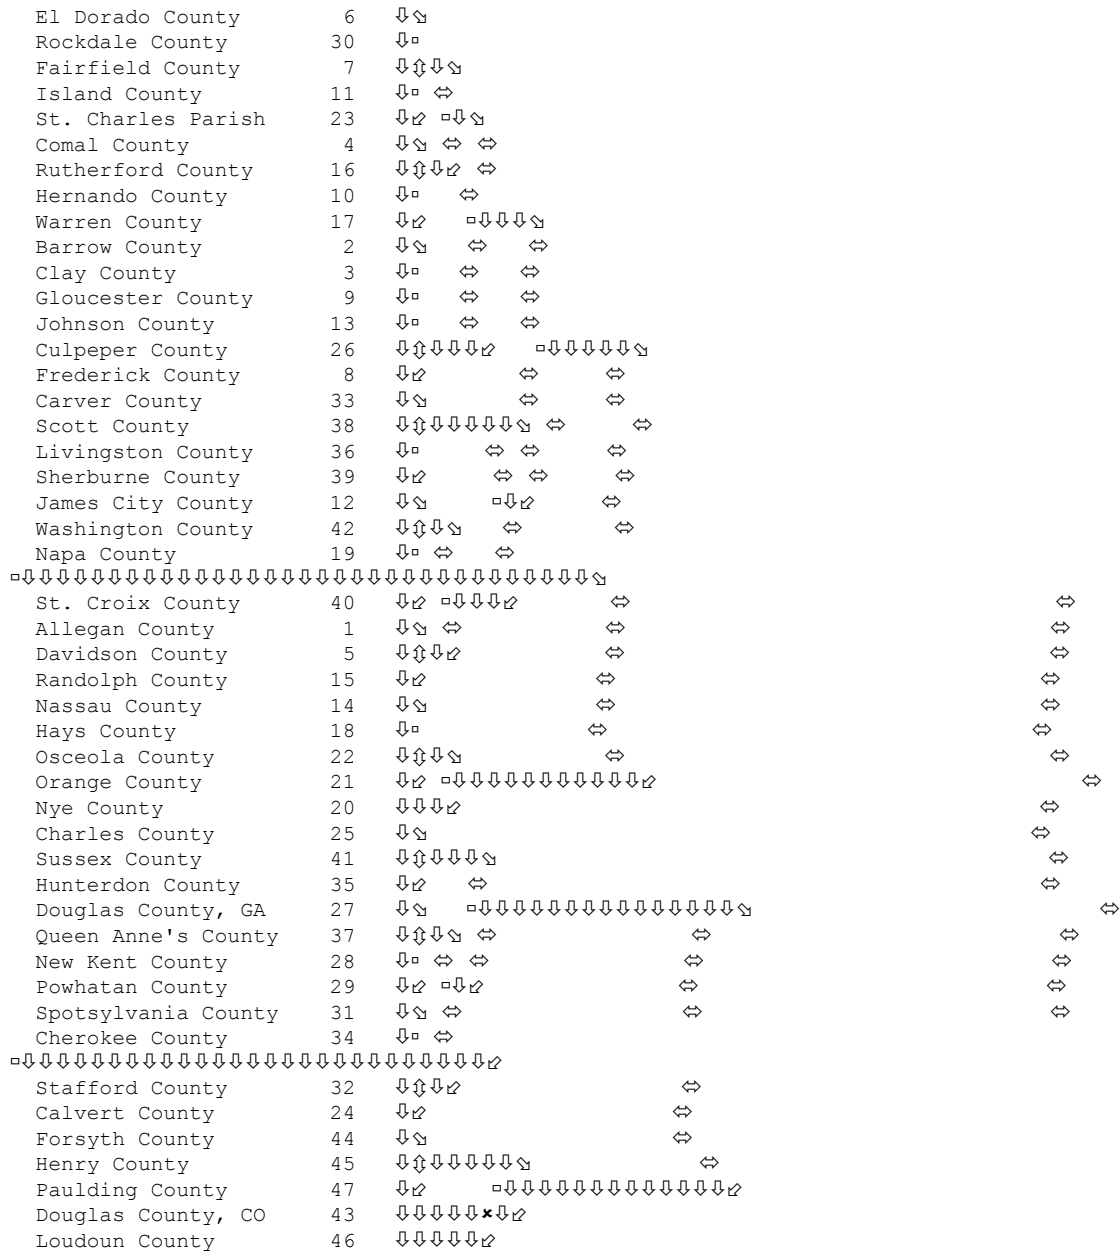 El Dorado County 6 ⇩⬂
Rockdale County 30 ⇩▫
Fairfield County 7 ⇩⇳⇩⬂
Island County 11 ⇩▫ ⬄
St. Charles Parish 23 ⇩⬃ ▫⇩⬂
Comal County 4 ⇩⬂ ⬄ ⬄
Rutherford County 16 ⇩⇳⇩⬃ ⬄
Hernando County 10 ⇩▫ ⬄
Warren County 17 ⇩⬃ ▫⇩⇩⇩⬂
Barrow County 2 ⇩⬂ ⬄ ⬄
Clay County 3 ⇩▫ ⬄ ⬄
Gloucester County 9 ⇩▫ ⬄ ⬄
Johnson County 13 ⇩▫ ⬄ ⬄
Culpeper County 26 ⇩⇳⇩⇩⇩⬃ ▫⇩⇩⇩⇩⇩⬂
Frederick County 8 ⇩⬃ ⬄ ⬄
Carver County 33 ⇩⬂ ⬄ ⬄
Scott County 38 ⇩⇳⇩⇩⇩⇩⇩⬂ ⬄ ⬄
Livingston County 36 ⇩▫ ⬄ ⬄ ⬄
Sherburne County 39 ⇩⬃ ⬄ ⬄ ⬄
James City County 12 ⇩⬂ ▫⇩⬃ ⬄
Washington County 42 ⇩⇳⇩⬂ ⬄ ⬄
Napa County 19 ⇩▫ ⬄ ⬄
▫⇩⇩⇩⇩⇩⇩⇩⇩⇩⇩⇩⇩⇩⇩⇩⇩⇩⇩⇩⇩⇩⇩⇩⇩⇩⇩⇩⇩⇩⇩⇩⇩⇩⬂
St. Croix County 40 ⇩⬃ ▫⇩⇩⇩⬃ ⬄ ⬄
Allegan County 1 ⇩⬂ ⬄ ⬄ ⬄
Davidson County 5 ⇩⇳⇩⬃ ⬄ ⬄
Randolph County 15 ⇩⬃ ⬄ ⬄
Nassau County 14 ⇩⬂ ⬄ ⬄
Hays County 18 ⇩▫ ⬄ ⬄
Osceola County 22 ⇩⇳⇩⬂ ⬄ ⬄
Orange County 21 ⇩⬃ ▫⇩⇩⇩⇩⇩⇩⇩⇩⇩⇩⇩⬃ ⬄
Nye County 20 ⇩⇩⇩⬃ ⬄
Charles County 25 ⇩⬂ ⬄
Sussex County 41 ⇩⇳⇩⇩⇩⬂ ⬄
Hunterdon County 35 ⇩⬃ ⬄ ⬄
Douglas County, GA 27 ⇩⬂ ▫⇩⇩⇩⇩⇩⇩⇩⇩⇩⇩⇩⇩⇩⇩⇩⬂ ⬄
Queen Anne's County 37 ⇩⇳⇩⬂ ⬄ ⬄ ⬄
New Kent County 28 ⇩▫ ⬄ ⬄ ⬄ ⬄
Powhatan County 29 ⇩⬃ ▫⇩⬃ ⬄ ⬄
Spotsylvania County 31 ⇩⬂ ⬄ ⬄ ⬄
Cherokee County 34 ⇩▫ ⬄
▫⇩⇩⇩⇩⇩⇩⇩⇩⇩⇩⇩⇩⇩⇩⇩⇩⇩⇩⇩⇩⇩⇩⇩⇩⇩⇩⇩⬃
Stafford County 32 ⇩⇳⇩⬃ ⬄
Calvert County 24 ⇩⬃ ⬄
Forsyth County 44 ⇩⬂ ⬄
Henry County 45 ⇩⇳⇩⇩⇩⇩⇩⬂ ⬄
Paulding County 47 ⇩⬃ ▫⇩⇩⇩⇩⇩⇩⇩⇩⇩⇩⇩⇩⇩⬃
Douglas County, CO 43 ⇩⇩⇩⇩⇩×⇩⬃
Loudoun County 46 ⇩⇩⇩⇩⇩⬃